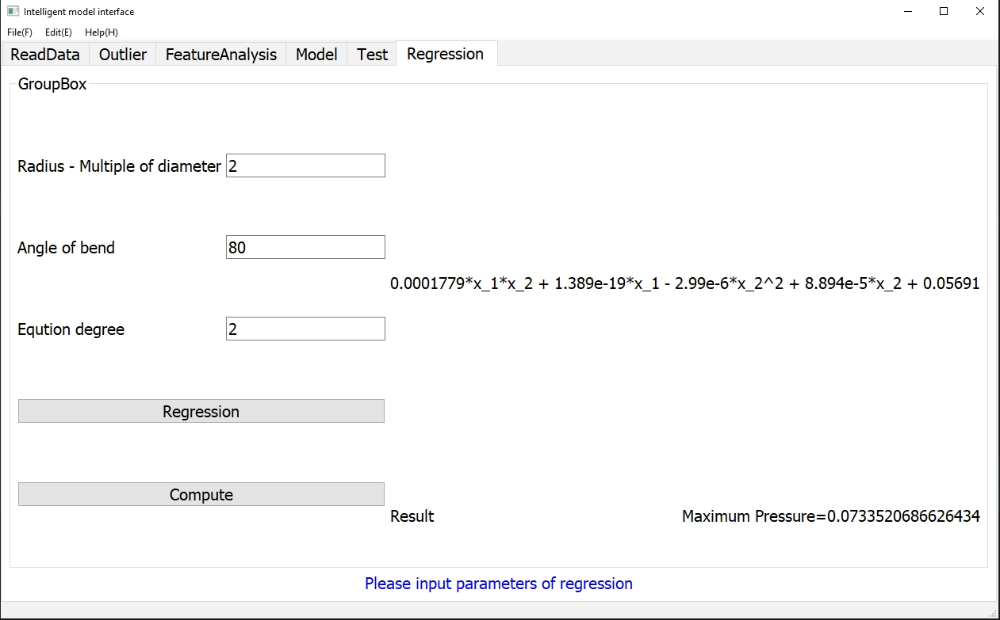 Intelligent model interface
File(F) Edit(E) Help(H)
ReadData Outlier FeatureAnalysis Model Test Regression
GroupBox
Radius - Multiple of diameter 2
Angle of bend 80
0.0001779*x_1*x_2 + 1.389e-19*x_1 - 2.99e-6*x_2^2 + 8.894e-5*x_2 + 0.05691
Eqution degree 2
Regression
Compute
Result Maximum Pressure=0.0733520686626434
Please input parameters of regression